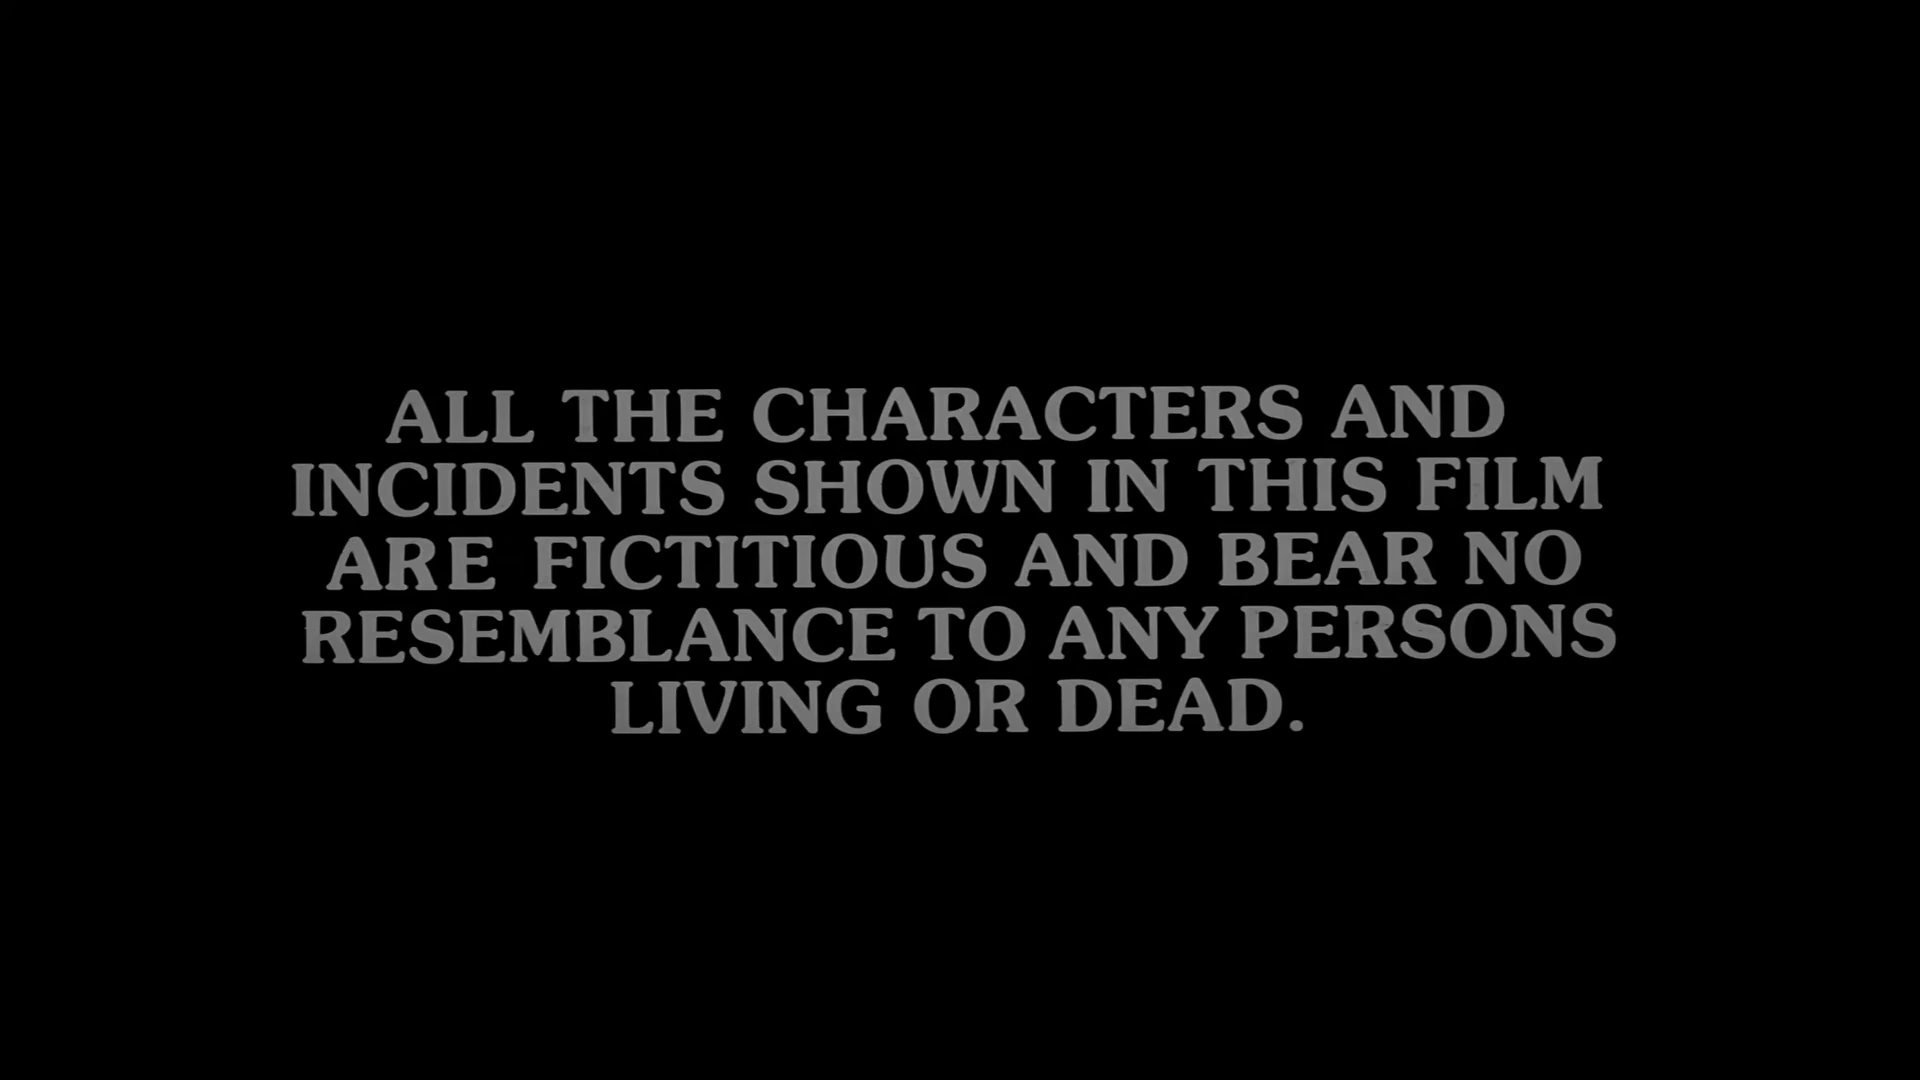 ALL THE CHARACTERS AND
INCIDENTS SHOWN IN THIS FILM
ARE FICTITIOUS AND BEAR NO
RESEMBLANCE TO ANY PERSONS
LIVING OR DEAD.